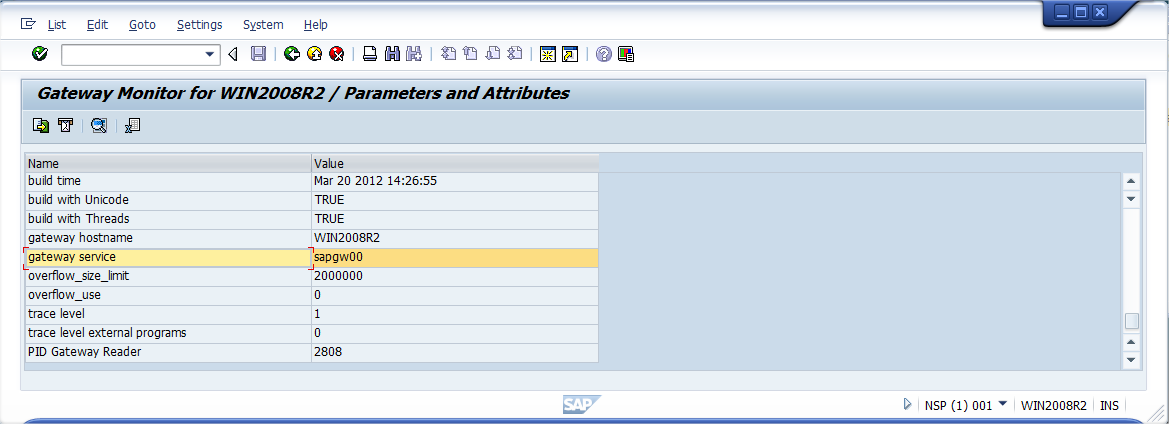 List Edit Goto Settings System Help
Gateway Monitor for WIN2008R2 / Parameters and Attributes
Name Value
build time Mar 20 2012 14:26:55
build with Unicode TRUE
build with Threads TRUE
gateway hostname WIN2008R2
gateway service sapgw00
overflow_size_limit 2000000
overflow_use 0
trace level 1
trace level external programs 0
PID Gateway Reader 2808
SAP NSP (1) 001 WIN2008R2 INS